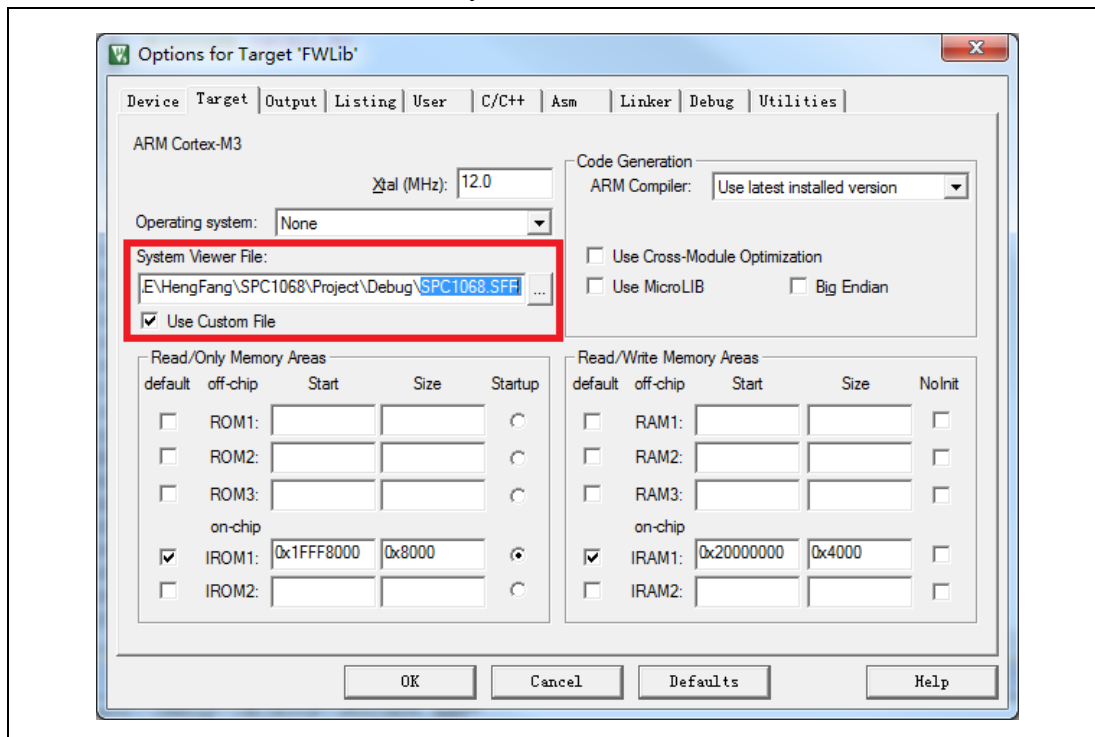 Options for Target 'FWLib'
Device Target Output Listing User C/C++ Asm Linker Debug Utilities
ARM Cortex-M3
Xtal (MHz): 12.0
Operating system: None
System Viewer File:
.E\HengFang\SPC1068\Project\Debug\SPC1068.SFR ...
Use Custom File
Code Generation
ARM Compiler: Use latest installed version
Use Cross-Module Optimization
Use MicroLIB Big Endian
Read/Only Memory Areas
default off-chip Start Size Startup
ROM1:
ROM2:
ROM3:
on-chip
IROM1: 0x1FFF8000 0x8000
IROM2:
Read/Write Memory Areas
default off-chip Start Size NoInit
RAM1:
RAM2:
RAM3:
on-chip
IRAM1: 0x20000000 0x4000
IRAM2:
OK Cancel Defaults Help